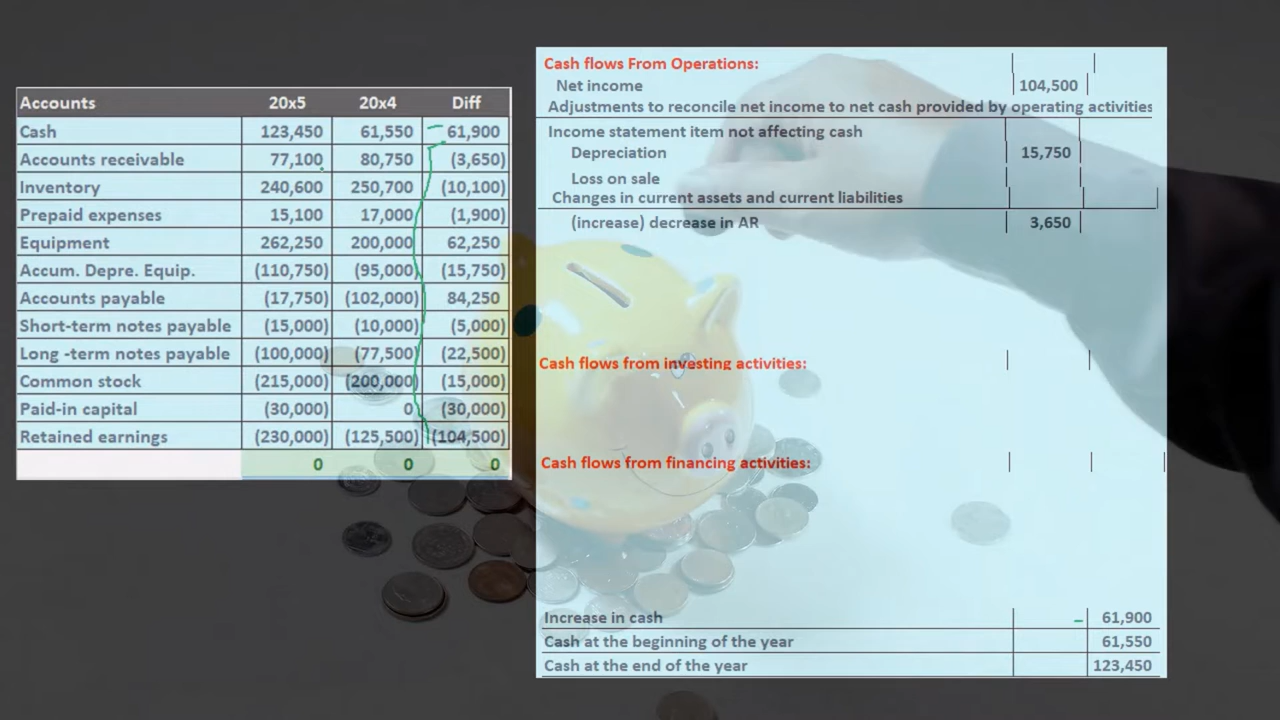 Accounts 20x5 20x4 Diff
Cash 123,450 61,550 61,900
Accounts receivable 77,100 80,750 (3,650)
Inventory 240,600 250,700 (10,100)
Prepaid expenses 15,100 17,000 (1,900)
Equipment 262,250 200,000 62,250
Accum. Depre. Equip. (110,750) (95,000) (15,750)
Accounts payable (17,750) (102,000) 84,250
Short-term notes payable (15,000) (10,000) (5,000)
Long -term notes payable (100,000) (77,500) (22,500)
Common stock (215,000) (200,000) (15,000)
Paid-in capital (30,000) 0 (30,000)
Retained earnings (230,000) (125,500) (104,500)
0 0 0
Cash flows From Operations:
Net income 104,500
Adjustments to reconcile net income to net cash provided by operating activities
Income statement item not affecting cash
Depreciation 15,750
Loss on sale
Changes in current assets and current liabilities
(increase) decrease in AR 3,650
Cash flows from investing activities:
Cash flows from financing activities:
Increase in cash 61,900
Cash at the beginning of the year 61,550
Cash at the end of the year 123,450